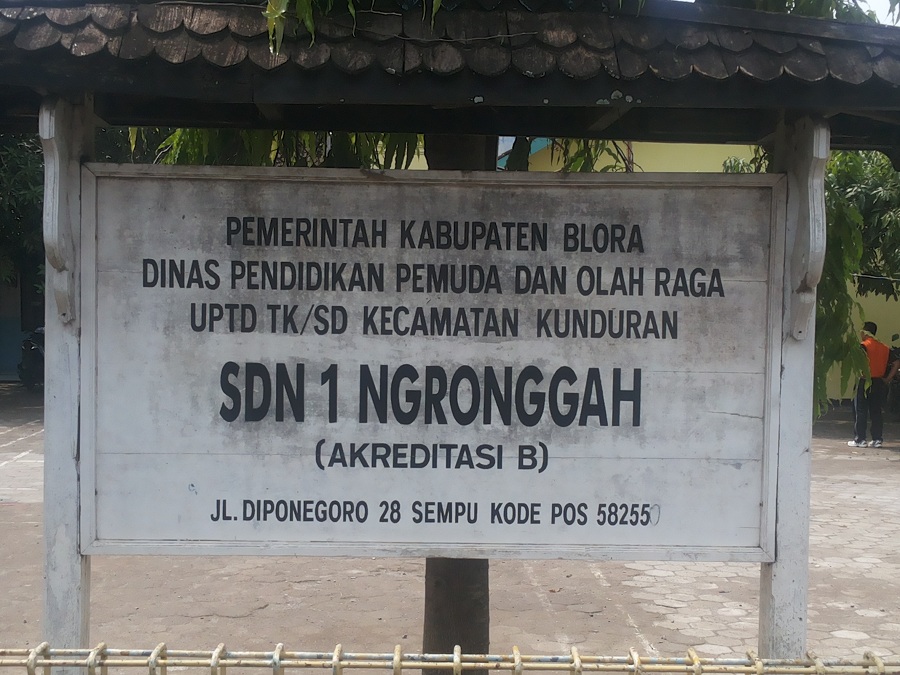 PEMERINTAH KABUPATEN BLORA
DINAS PENDIDIKAN PEMUDA DAN OLAH RAGA
UPTD TK/SD KECAMATAN KUNDURAN
SDN 1 NGRONGGAH
(AKREDITASI B)
JL. DIPONEGORO 28 SEMPU KODE POS 582550